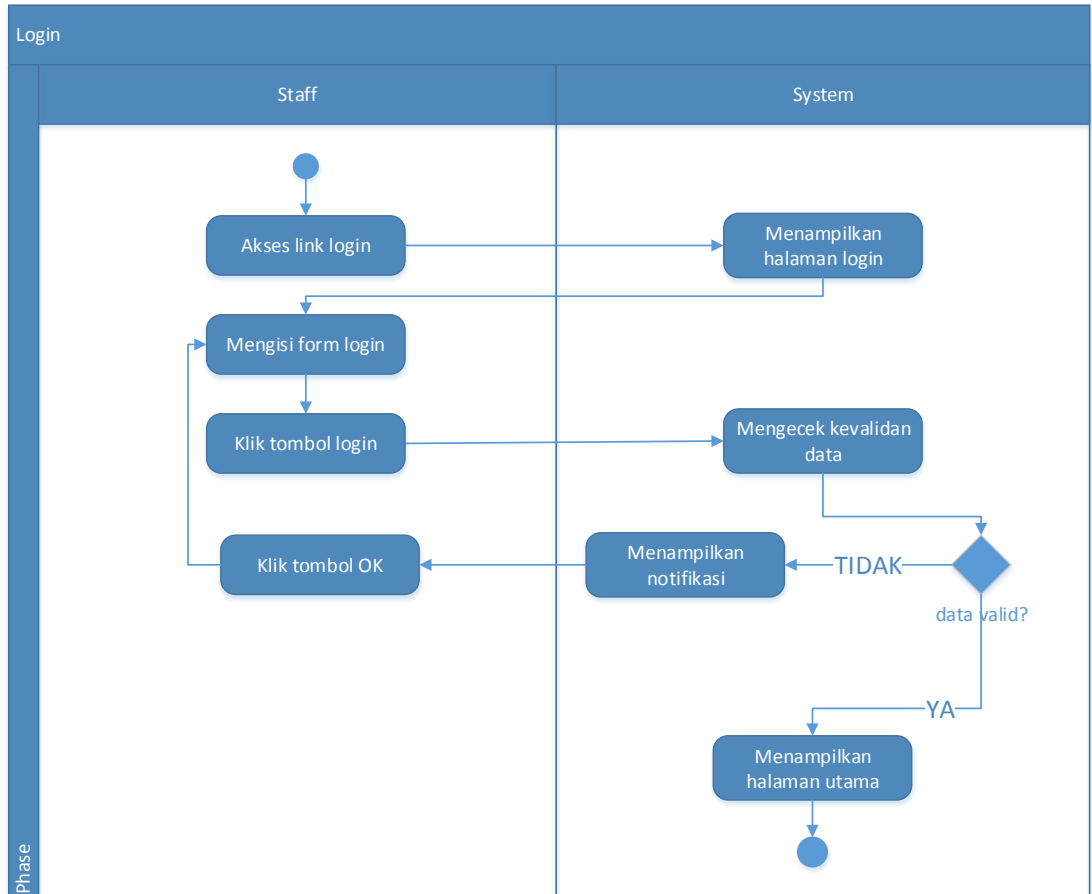 Login
Staff
System
Akses link login
Menampilkan
halaman login
Mengisi form login
Klik tombol login
Mengecek kevalidan
data
Klik tombol OK
Menampilkan
notifikasi
TIDAK
data valid?
YA
Menampilkan
halaman utama
Phase